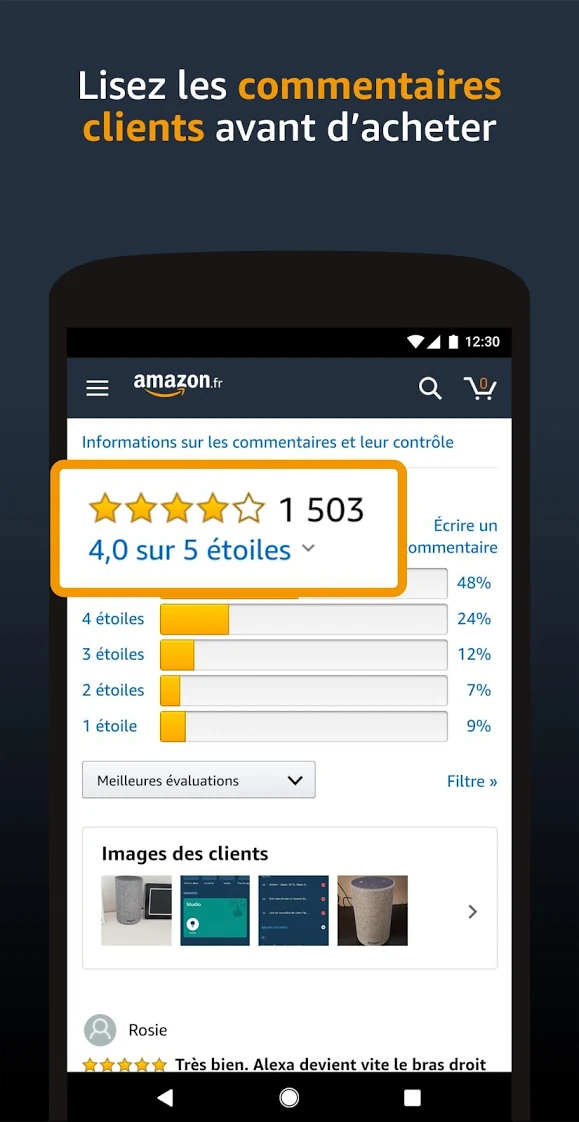 Lisez les commentaires
clients avant d'acheter
12:30
amazon.fr
0
Informations sur les commentaires et leur contrôle
1 503
4,0 sur 5 étoiles
Écrire un
ommentaire
48%
4 étoiles 24%
3 étoiles 12%
2 étoiles 7%
1 étoile 9%
Meilleures évaluations
Filtre »
Images des clients
Studio
Rosie
Très bien. Alexa devient vite le bras droit